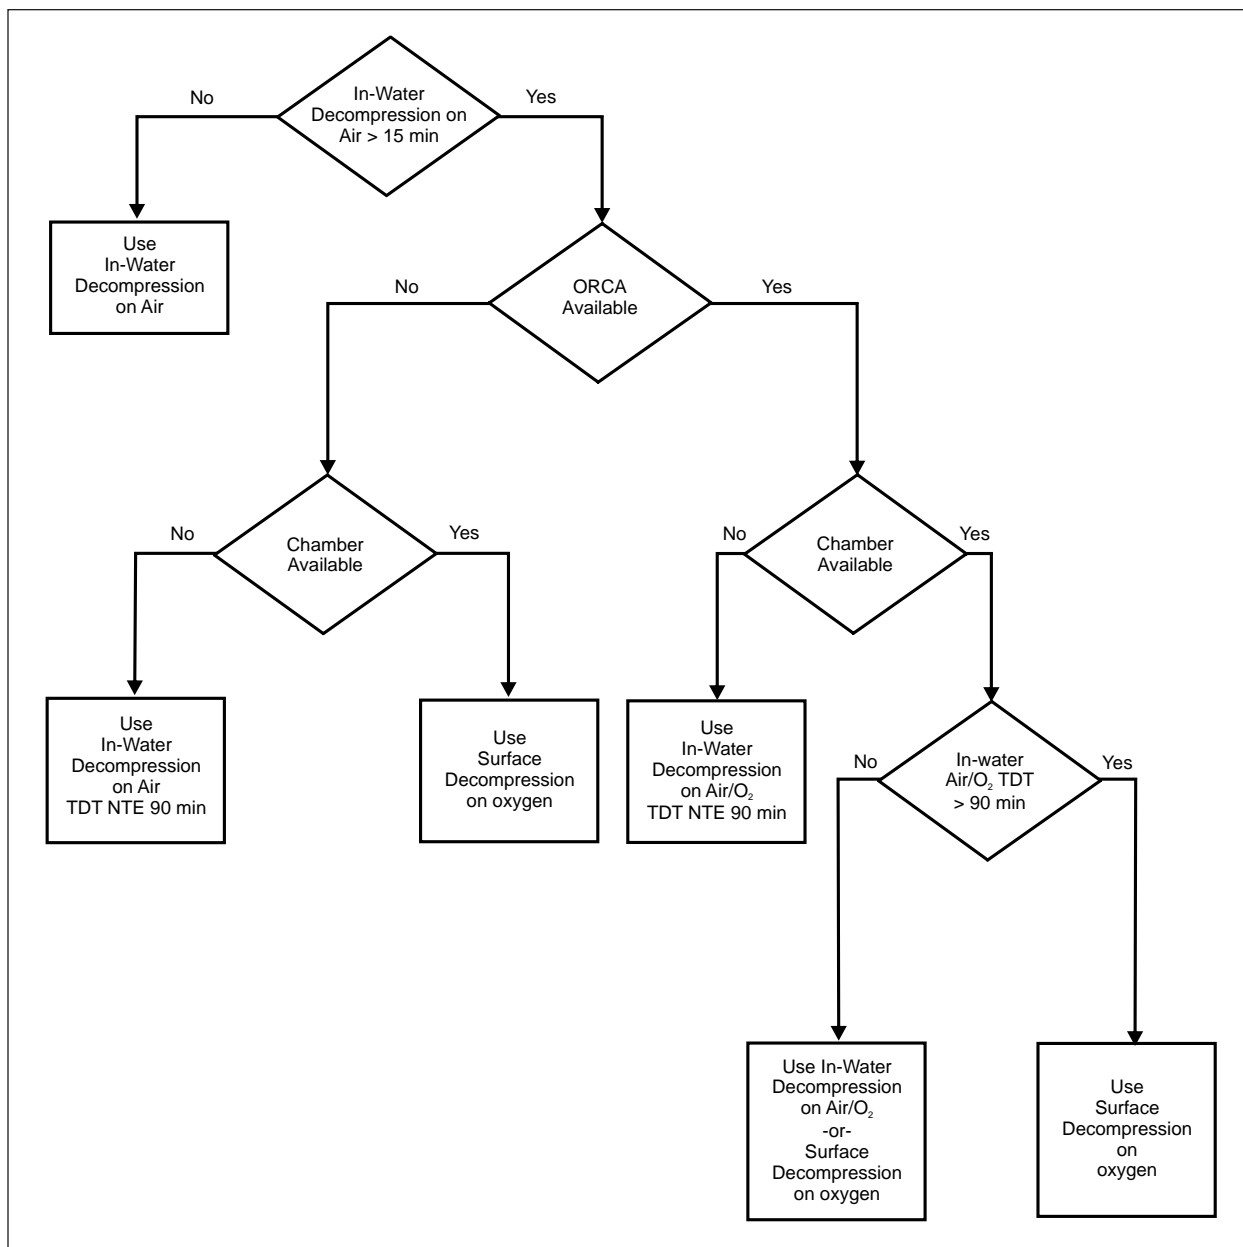 No
In-Water
Decompression on
Air > 15 min
Yes
Use
In-Water
Decompression
on Air
No
ORCA
Available
Yes
No
Chamber
Available
Yes
No
Chamber
Available
Yes
Use
In-Water
Decompression
on Air
TDT NTE 90 min
Use
Surface
Decompression
on oxygen
Use
In-Water
Decompression
on Air/O₂
TDT NTE 90 min
No
In-water
Air/O₂ TDT
> 90 min
Yes
Use In-Water
Decompression
on Air/O₂
-or-
Surface
Decompression
on oxygen
Use
Surface
Decompression
on
oxygen